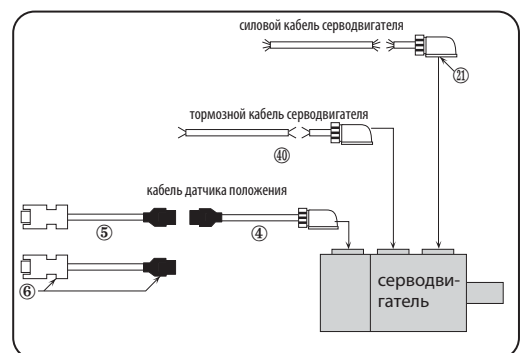 силовой кабель серводвигателя
㉑
тормозной кабель серводвигателя
㊵
кабель датчика положения
⑤
④
⑥
серводви-
гатель